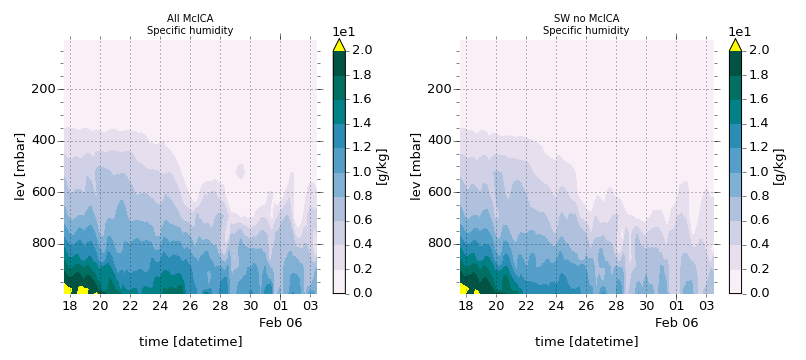 All McICA
Specific humidity
1e1
2.0
1.8
1.6
1.4
1.2
1.0
0.8
0.6
0.4
0.2
0.0
[g/kg]
200
400
600
800
lev [mbar]
18 20 22 24 26 28 30 01 03
Feb 06
time [datetime]
SW no McICA
Specific humidity
1e1
2.0
1.8
1.6
1.4
1.2
1.0
0.8
0.6
0.4
0.2
0.0
[g/kg]
200
400
600
800
lev [mbar]
18 20 22 24 26 28 30 01 03
Feb 06
time [datetime]